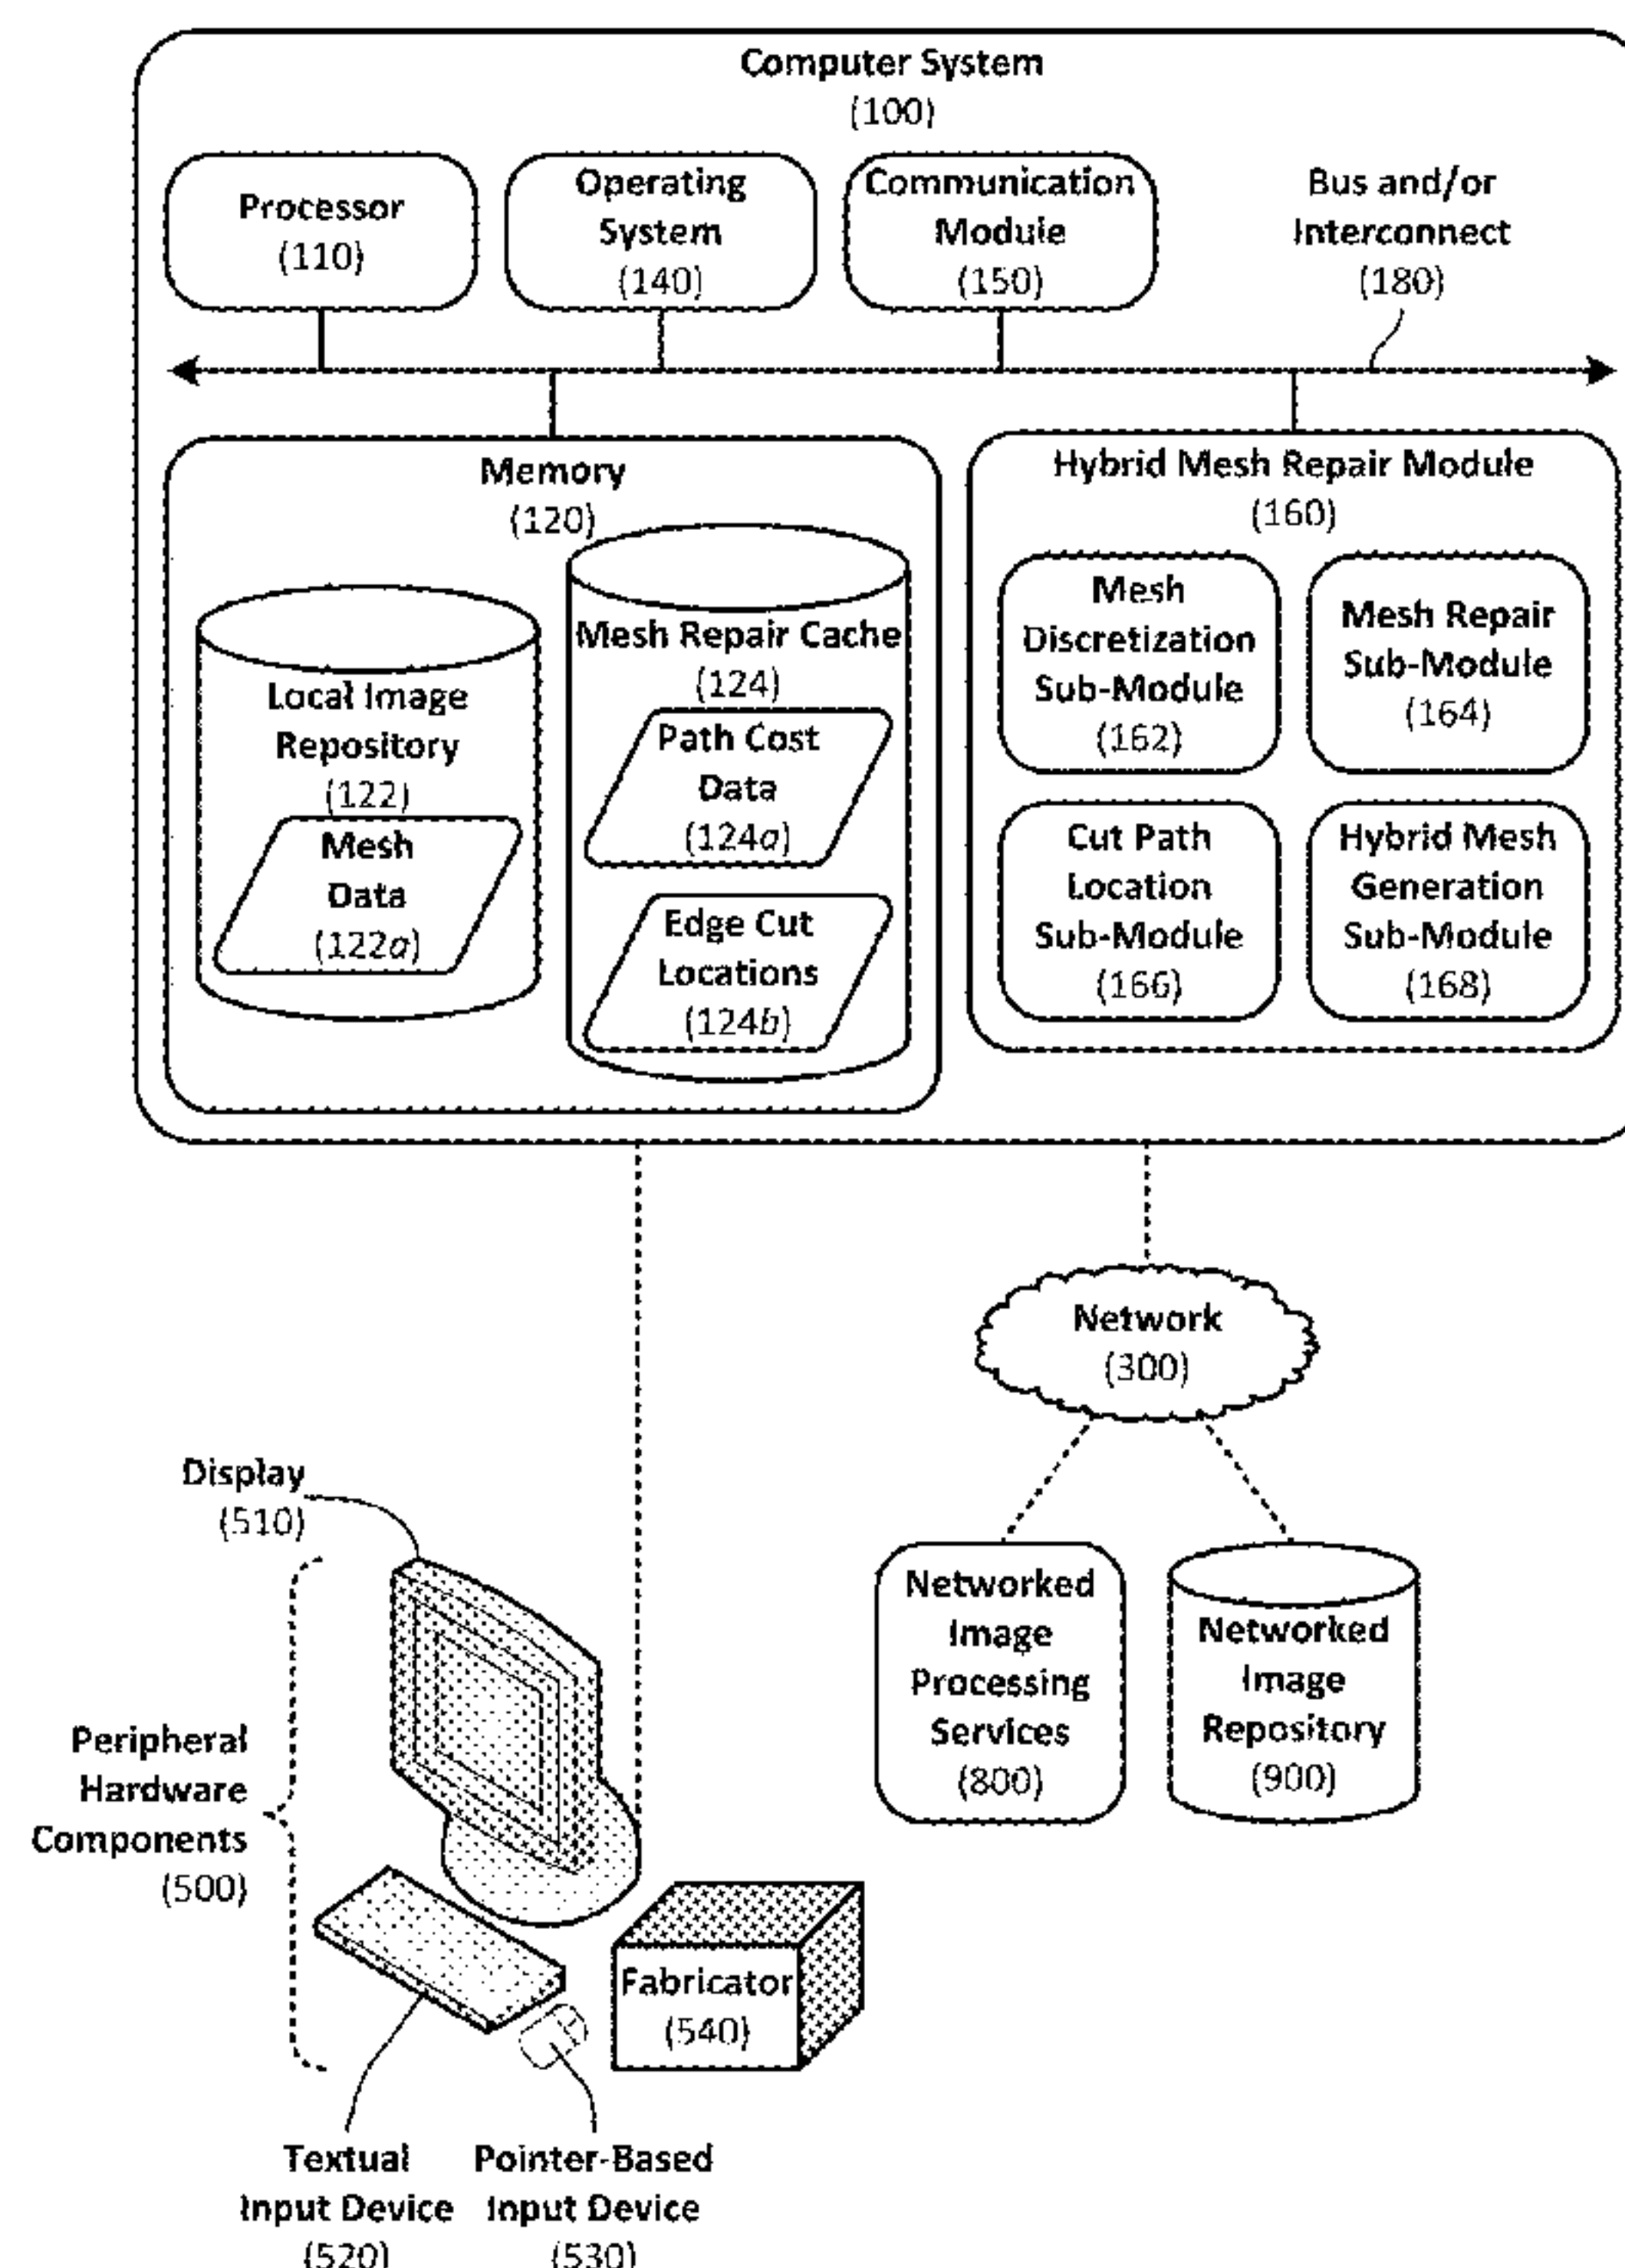 Computer System
(100)
Processor
(110)
Operating
System
(140)
Communication
Module
(150)
Bus and/or
Interconnect
(180)
Memory
(120)
Local Image
Repository
(122)
Mesh
Data
(122a)
Mesh Repair Cache
(124)
Path Cost
Data
(124a)
Edge Cut
Locations
(124b)
Hybrid Mesh Repair Module
(160)
Mesh
Discretization
Sub-Module
(162)
Mesh Repair
Sub-Module
(164)
Cut Path
Location
Sub-Module
(166)
Hybrid Mesh
Generation
Sub-Module
(168)
Network
(300)
Networked
Image
Processing
Services
(800)
Networked
Image
Repository
(900)
Display
(510)
Peripheral
Hardware
Components
(500)
Fabricator
(540)
Textual
Input Device
(520)
Pointer-Based
Input Device
(530)